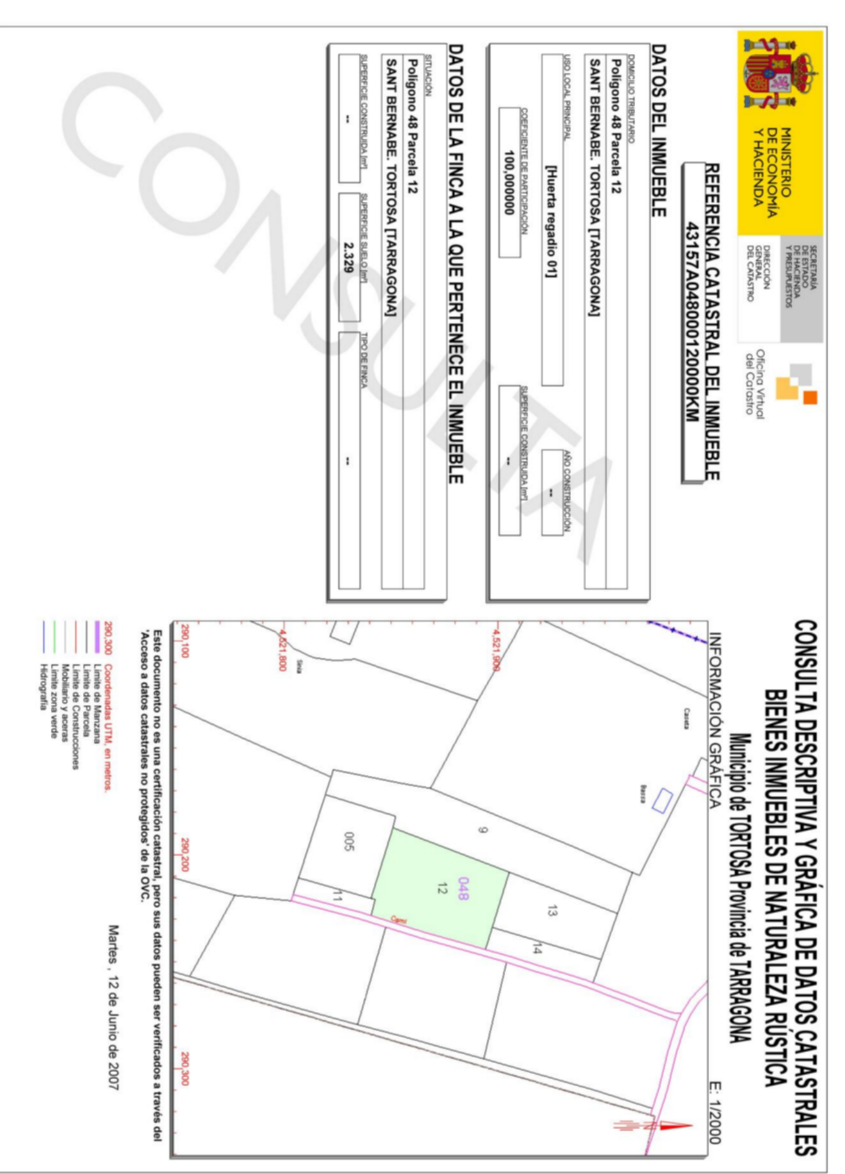 MINISTERIO
DE ECONOMÍA
Y HACIENDA
SECRETARÍA
DE ESTADO
DE HACIENDA
Y PRESUPUESTOS
DIRECCIÓN
GENERAL
DEL CATASTRO
Oficina Virtual
del Catastro
REFERENCIA CATASTRAL DEL INMUEBLE
43157A048000120000KM
DATOS DEL INMUEBLE
DOMICILIO TRIBUTARIO
Polígono 48 Parcela 12
SANT BERNABE. TORTOSA [TARRAGONA]
USO LOCAL PRINCIPAL
[Huerta regadio 01]
AÑO CONSTRUCCIÓN
--
COEFICIENTE DE PARTICIPACIÓN
100,000000
SUPERFICIE CONSTRUIDA [m²]
--
DATOS DE LA FINCA A LA QUE PERTENECE EL INMUEBLE
SITUACIÓN
Polígono 48 Parcela 12
SANT BERNABE. TORTOSA [TARRAGONA]
SUPERFICIE CONSTRUIDA [m²]
--
SUPERFICIE SUELO [m²]
2.329
TIPO DE FINCA
--
CONSULTA
CONSULTA DESCRIPTIVA Y GRÁFICA DE DATOS CATASTRALES
BIENES INMUEBLES DE NATURALEZA RÚSTICA
Municipio de TORTOSA Provincia de TARRAGONA
INFORMACIÓN GRÁFICA
E: 1/2000
N
Caseta
Bassa
4,521,900
13
14
9
048
12
4,521,800
005
11
Sinia
290,100
290,200
290,300
Este documento no es una certificación catastral, pero sus datos pueden ser verificados a través del
'Acceso a datos catastrales no protegidos' de la OVC.
290,300 Coordenadas UTM, en metros.
Límite de Manzana
Límite de Parcela
Límite de Construcciones
Mobiliario y aceras
Límite zona verde
Hidrografía
Martes , 12 de Junio de 2007